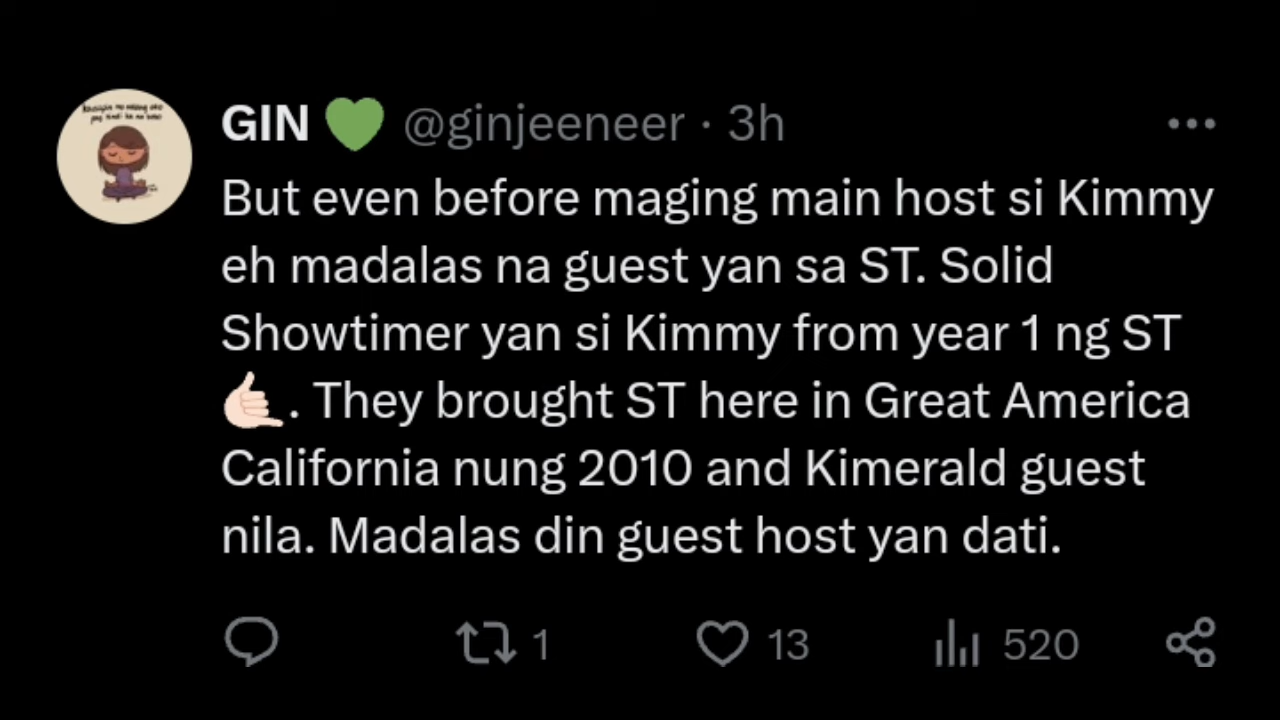 GIN 💚 @ginjeeneer · 3h
But even before maging main host si Kimmy
eh madalas na guest yan sa ST. Solid
Showtimer yan si Kimmy from year 1 ng ST
🤙🏻. They brought ST here in Great America
California nung 2010 and Kimerald guest
nila. Madalas din guest host yan dati.
1 13 520